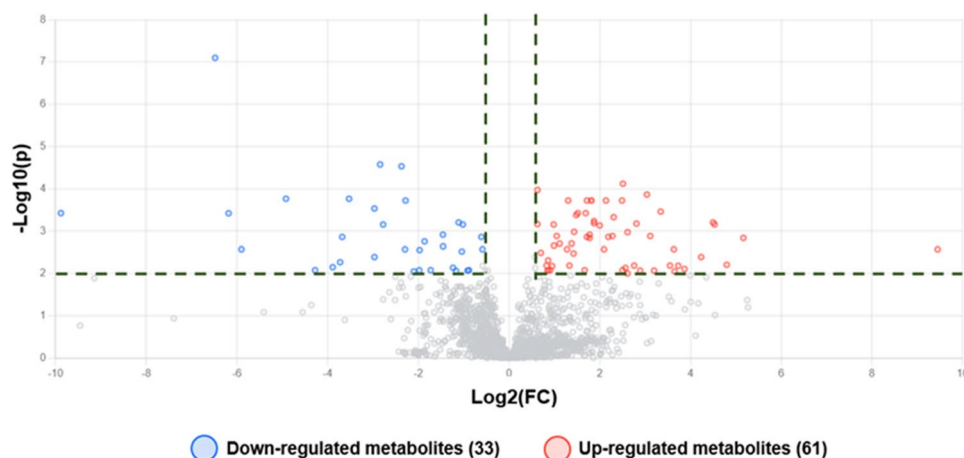 8
7
6
5
4
3
2
1
0
-Log10(p)
-10 -8 -6 -4 -2 0 2 4 6 8 10
Log2(FC)
Down-regulated metabolites (33) Up-regulated metabolites (61)